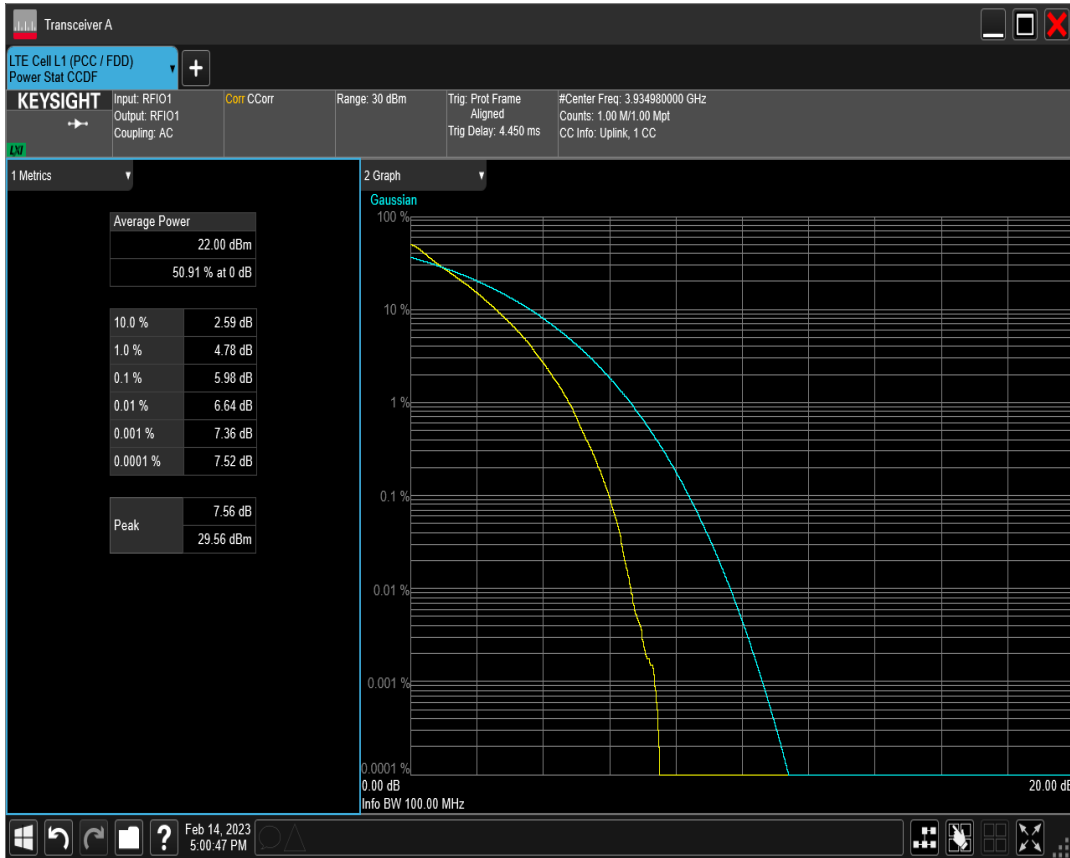 Transceiver A
LTE Cell L1 (PCC / FDD)
Power Stat CCDF
+
KEYSIGHT
LXI
Input: RFIO1
Output: RFIO1
Coupling: AC
Corr CCorr
Range: 30 dBm
Trig: Prot Frame
Aligned
Trig Delay: 4.450 ms
#Center Freq: 3.934980000 GHz
Counts: 1.00 M/1.00 Mpt
CC Info: Uplink, 1 CC
1 Metrics
Average Power
22.00 dBm
50.91 % at 0 dB
10.0 % 2.59 dB
1.0 % 4.78 dB
0.1 % 5.98 dB
0.01 % 6.64 dB
0.001 % 7.36 dB
0.0001 % 7.52 dB
Peak
7.56 dB
29.56 dBm
2 Graph
Gaussian
100 %
10 %
1 %
0.1 %
0.01 %
0.001 %
0.0001 %
0.00 dB
20.00 dB
Info BW 100.00 MHz
?
Feb 14, 2023
5:00:47 PM